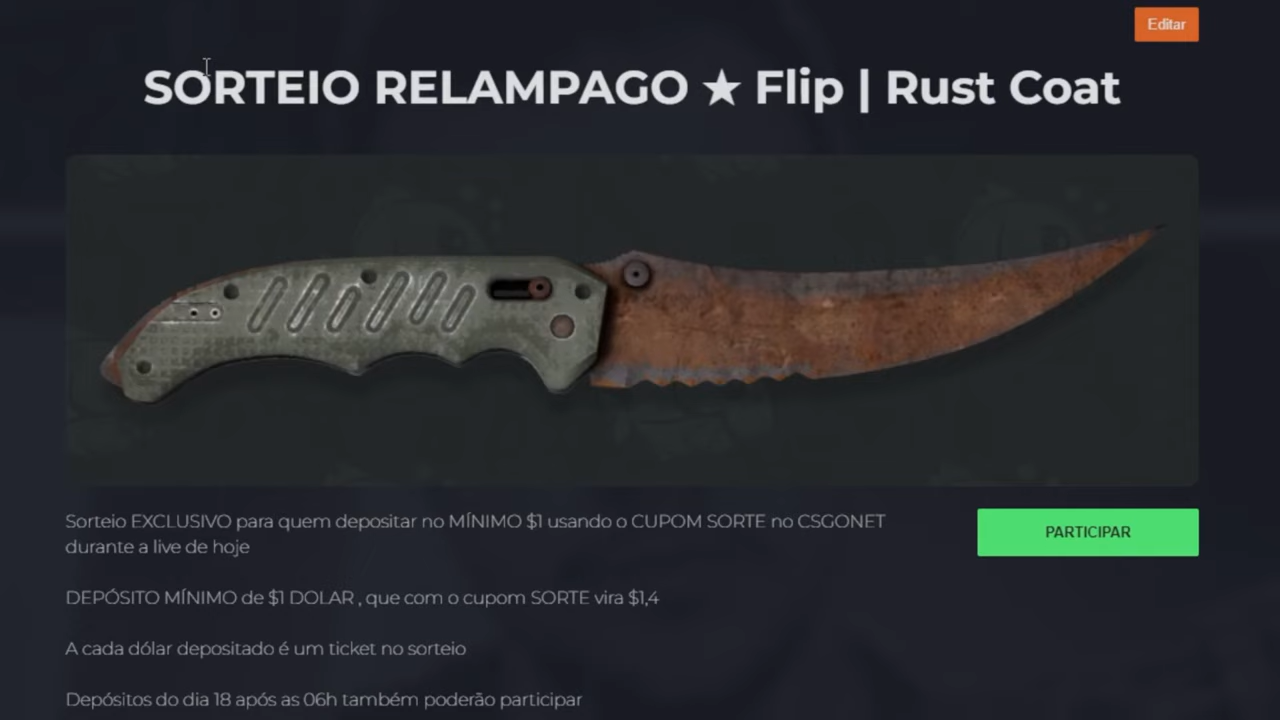 Editar
SORTEIO RELAMPAGO ★ Flip | Rust Coat
Sorteio EXCLUSIVO para quem depositar no MÍNIMO $1 usando o CUPOM SORTE no CSGONET
durante a live de hoje
PARTICIPAR
DEPÓSITO MÍNIMO de $1 DOLAR , que com o cupom SORTE vira $1,4
A cada dólar depositado é um ticket no sorteio
Depósitos do dia 18 após as 06h também poderão participar